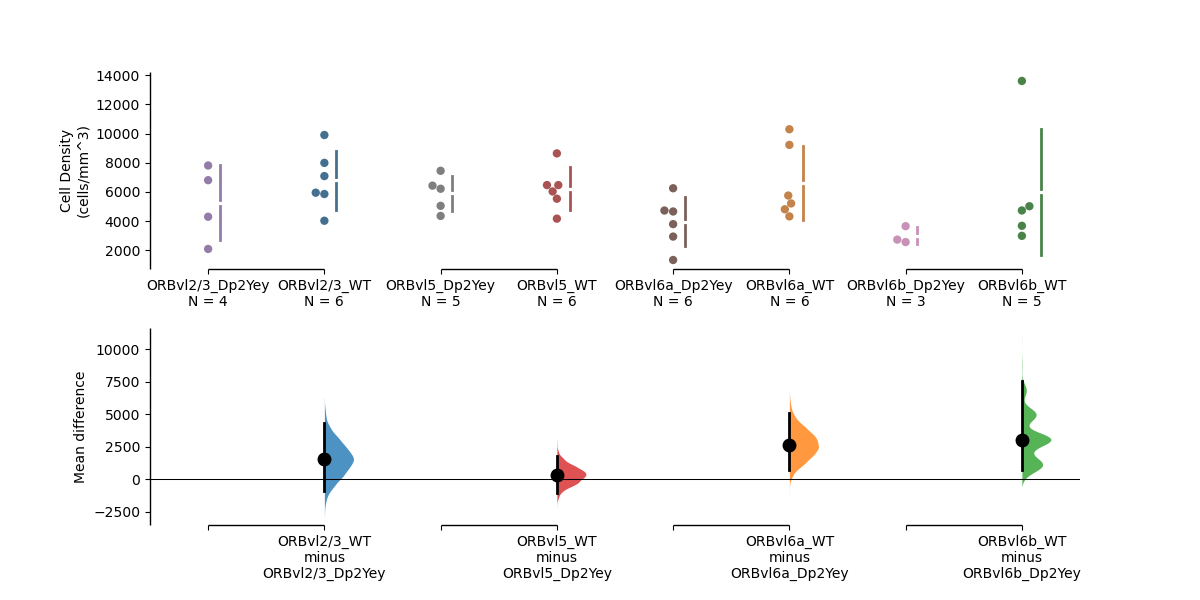 14000
12000
10000
8000
6000
4000
2000
Cell Density
(cells/mm^3)
ORBvl2/3_Dp2Yey
N = 4
ORBvl2/3_WT
N = 6
ORBvl5_Dp2Yey
N = 5
ORBvl5_WT
N = 6
ORBvl6a_Dp2Yey
N = 6
ORBvl6a_WT
N = 6
ORBvl6b_Dp2Yey
N = 3
ORBvl6b_WT
N = 5
10000
7500
5000
2500
0
−2500
Mean difference
ORBvl2/3_WT
minus
ORBvl2/3_Dp2Yey
ORBvl5_WT
minus
ORBvl5_Dp2Yey
ORBvl6a_WT
minus
ORBvl6a_Dp2Yey
ORBvl6b_WT
minus
ORBvl6b_Dp2Yey